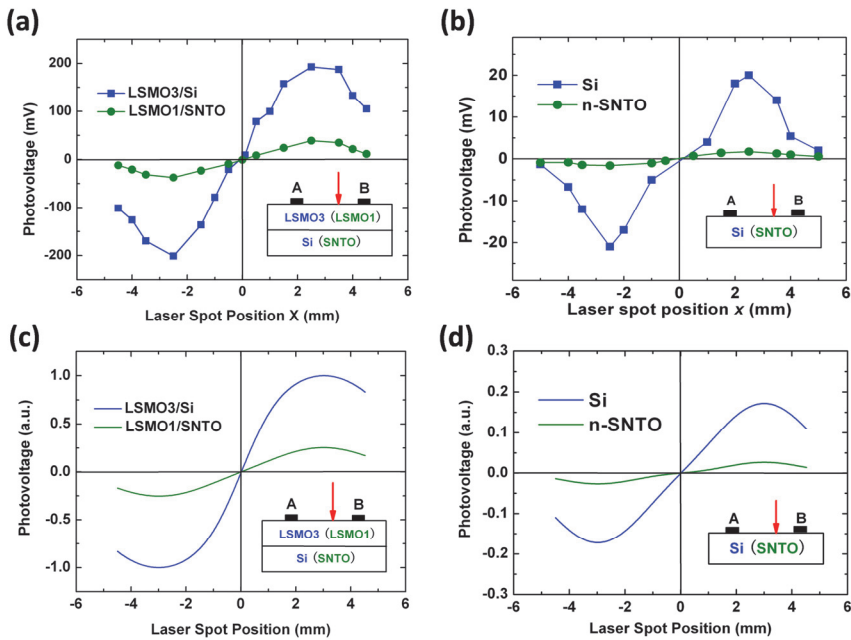 (a)
200
100
0
-100
-200
Photovoltage (mV)
LSMO3/Si
LSMO1/SNTO
A B
LSMO3 (LSMO1)
Si (SNTO)
-6 -4 -2 0 2 4 6
Laser Spot Position X (mm)
(b)
20
10
0
-10
-20
Photovoltage (mV)
Si
n-SNTO
A B
Si (SNTO)
-6 -4 -2 0 2 4 6
Laser spot position x (mm)
(c)
1.0
0.5
0.0
-0.5
-1.0
Photovoltage (a.u.)
LSMO3/Si
LSMO1/SNTO
A B
LSMO3 (LSMO1)
Si (SNTO)
-6 -4 -2 0 2 4 6
Laser Spot Position (mm)
(d)
0.3
0.2
0.1
0.0
-0.1
-0.2
0.3
Photovoltage (a.u.)
Si
n-SNTO
A B
Si (SNTO)
-6 -4 -2 0 2 4 6
Laser Spot Position (mm)